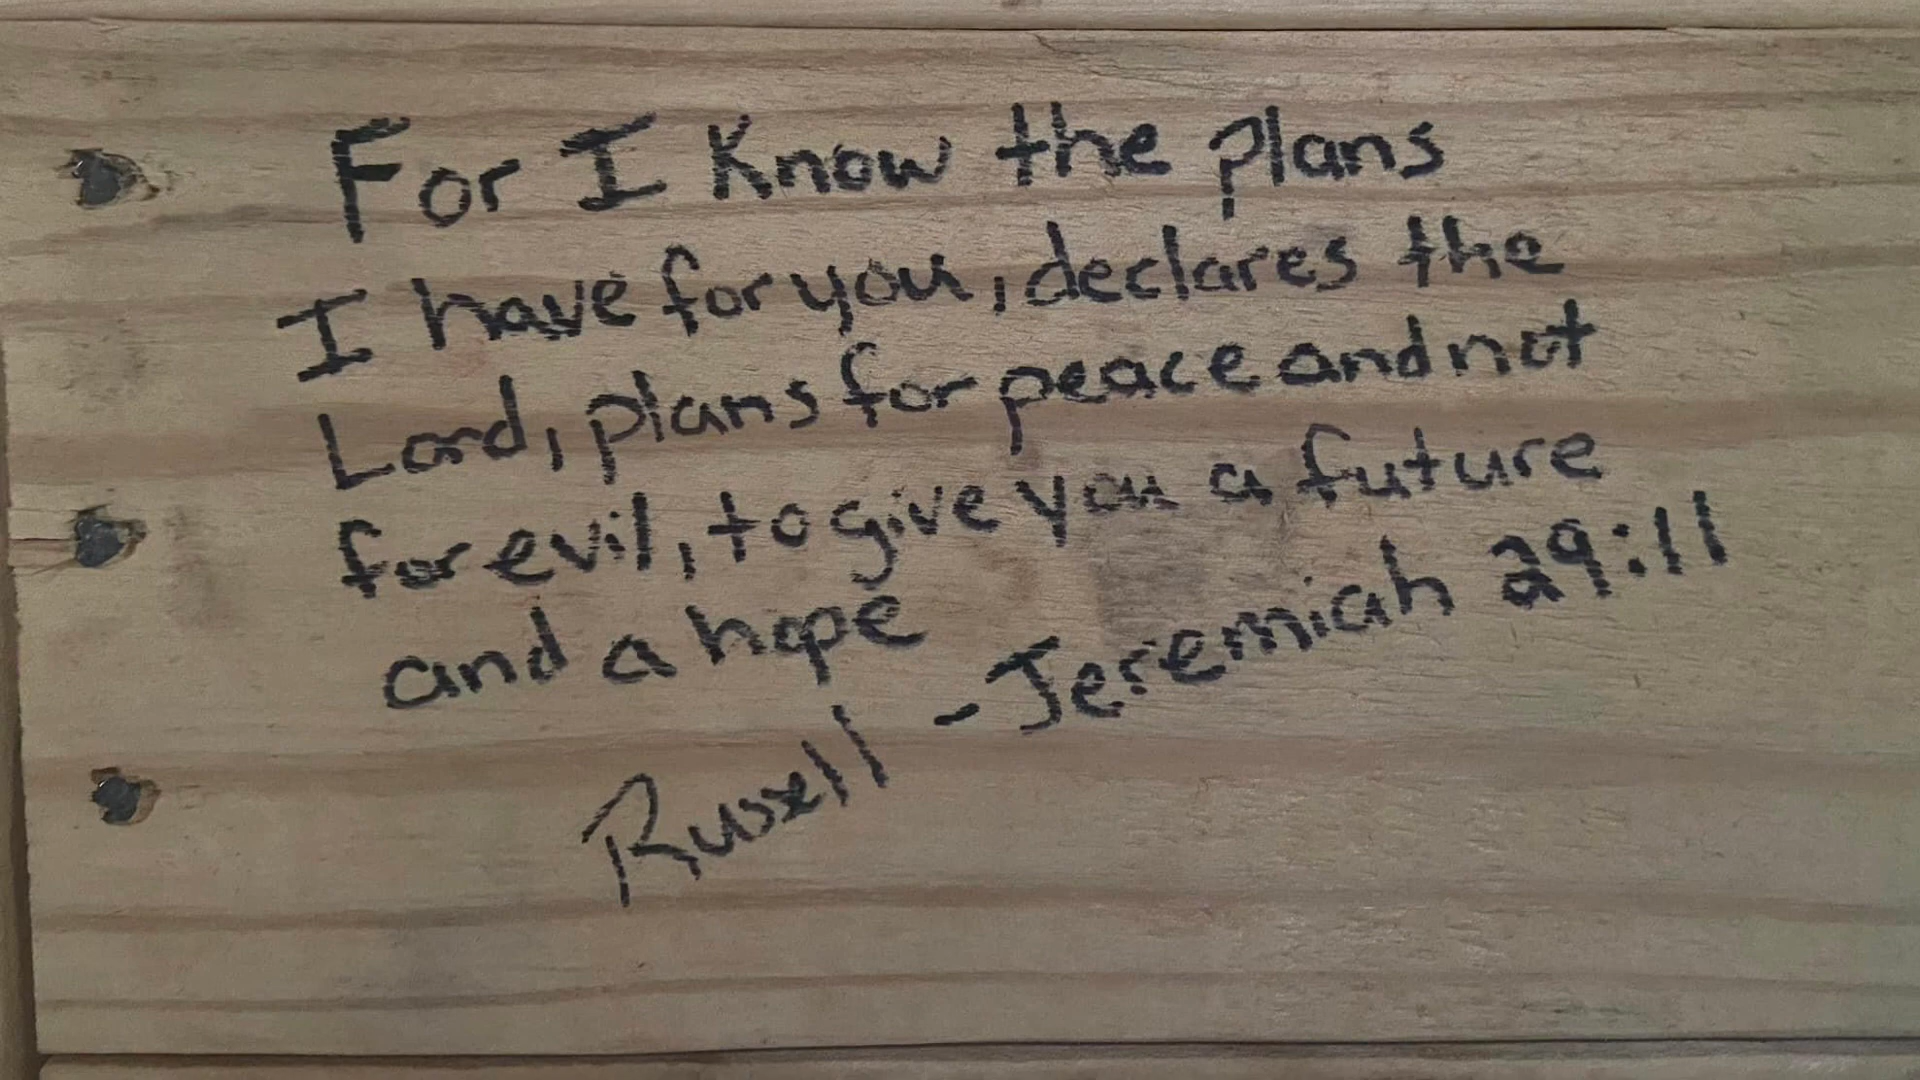 For I Know the plans
I have for you, declares the
Lord, plans for peace and not
for evil, to give you a future
and a hope
- Jeremiah 29:11
Russell